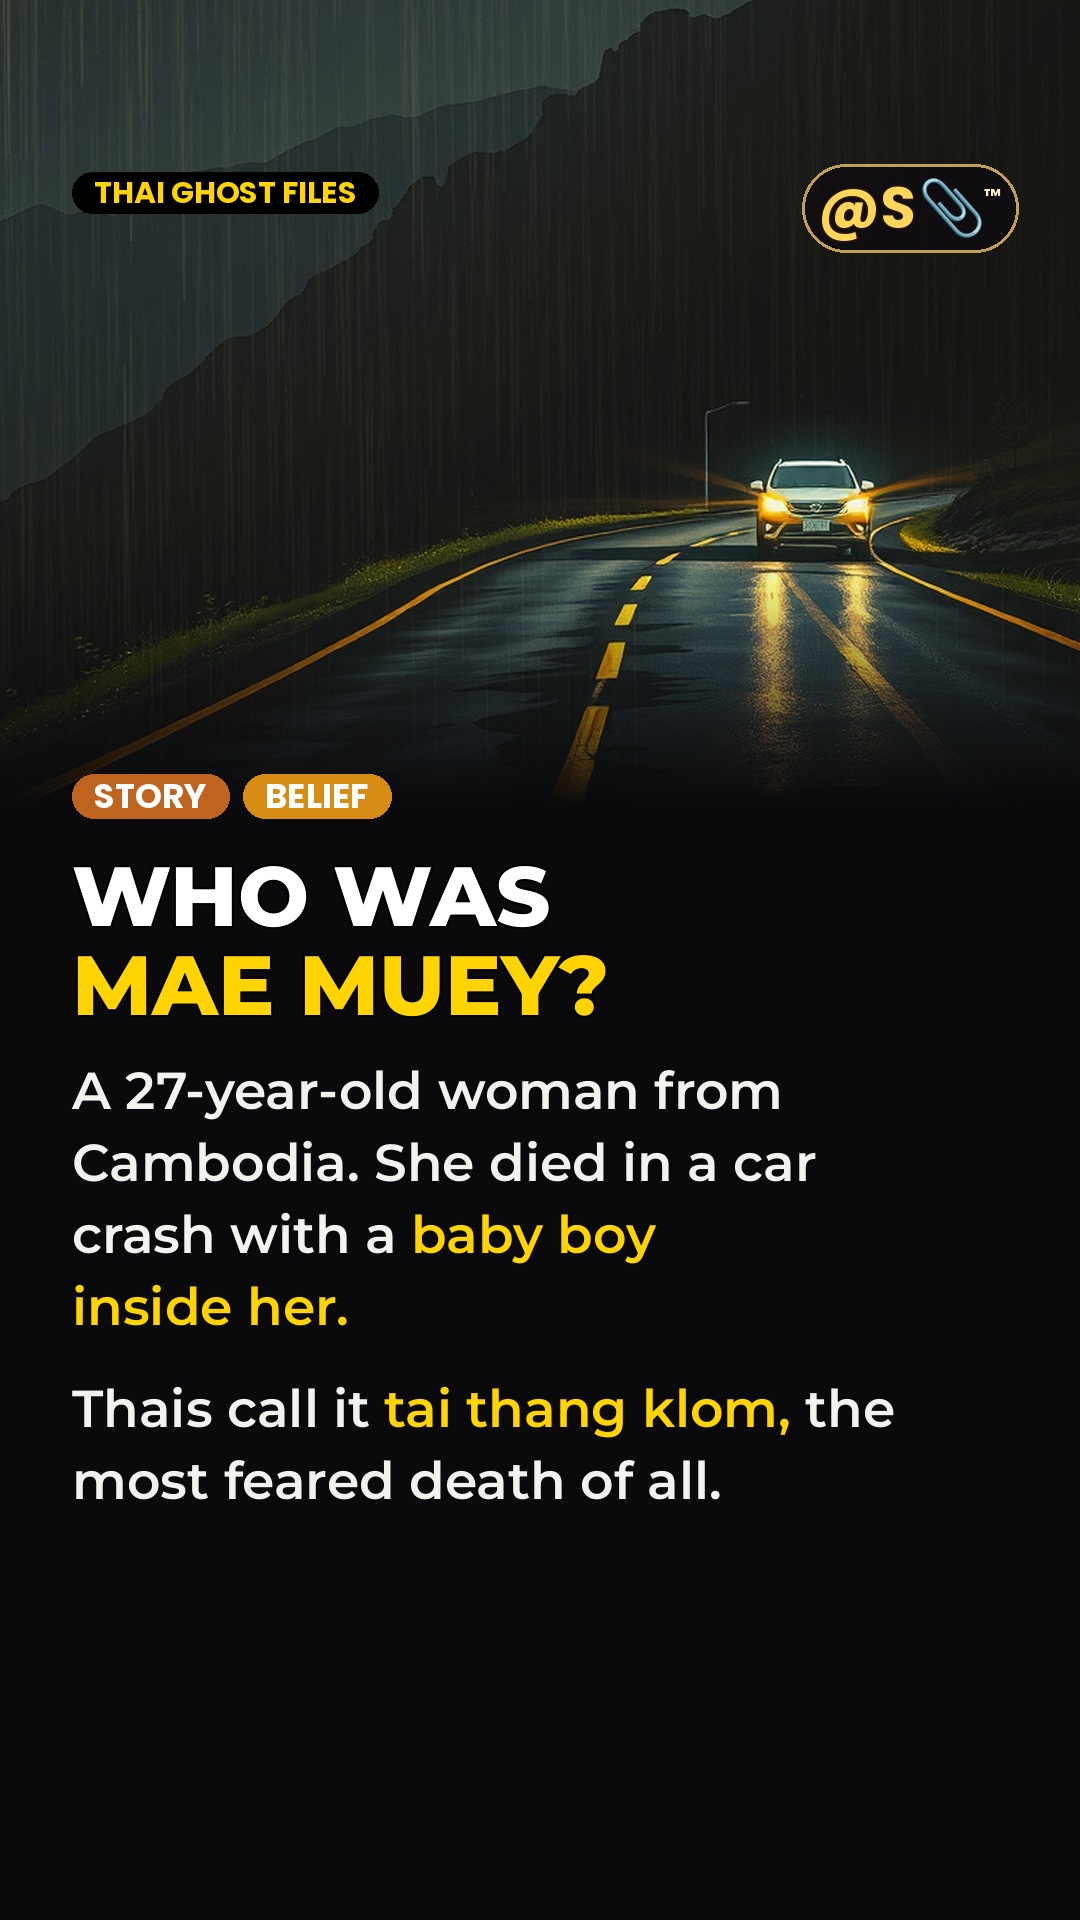 THAI GHOST FILES
@S📎™
STORY BELIEF
WHO WAS
MAE MUEY?
A 27-year-old woman from
Cambodia. She died in a car
crash with a baby boy
inside her.
Thais call it tai thang klom, the
most feared death of all.